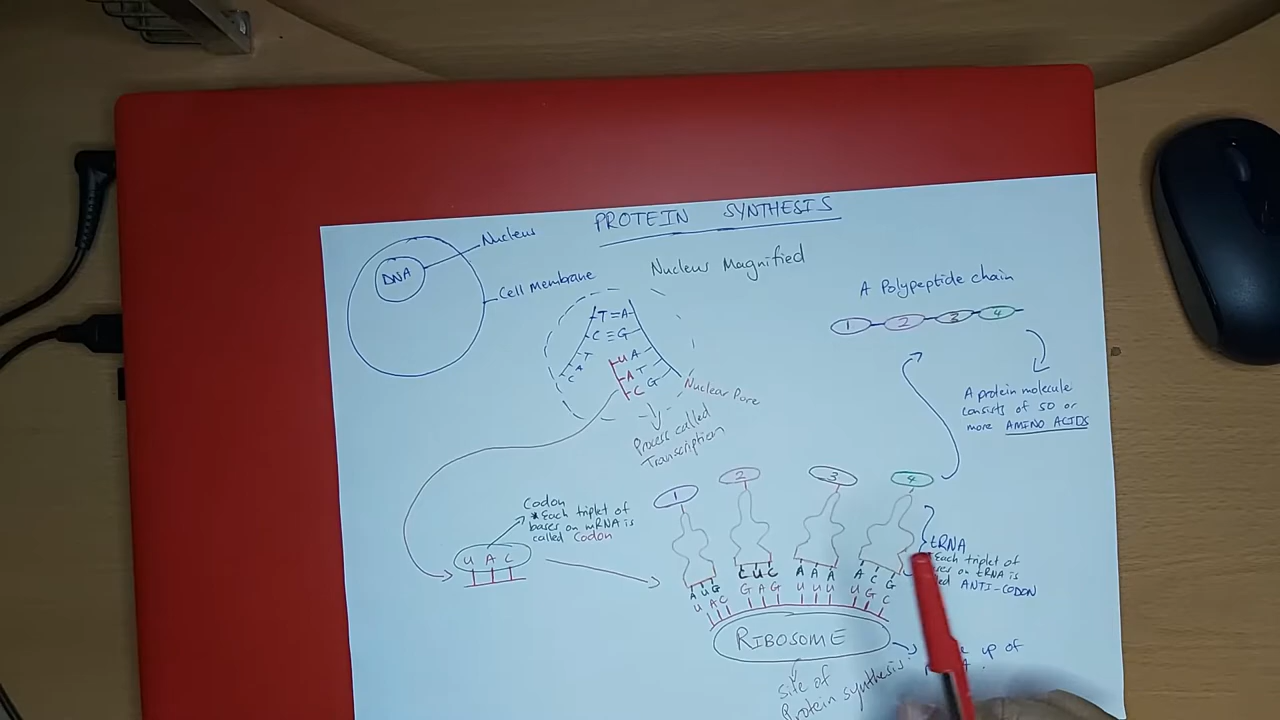 PROTEIN SYNTHESIS
Nucleus
DNA
Cell Membrane
Nucleus Magnified
T = A
C ≡ G
T
A
C
U A
A T
C G
Nuclear Pore
Process called
Transcription
A Polypeptide chain
1 2 3 4
A protein molecule
consists of 50 or
more AMINO ACIDS
Codon
*Each triplet of
bases on mRNA is
called Codon
U A C
1 2 3 4
tRNA
Each triplet of
on tRNA is
ANTI-CODON
A U G C U C A A A A C G
U A C G A G U U U U G C
RIBOSOME
site of
Protein synthesis
up of